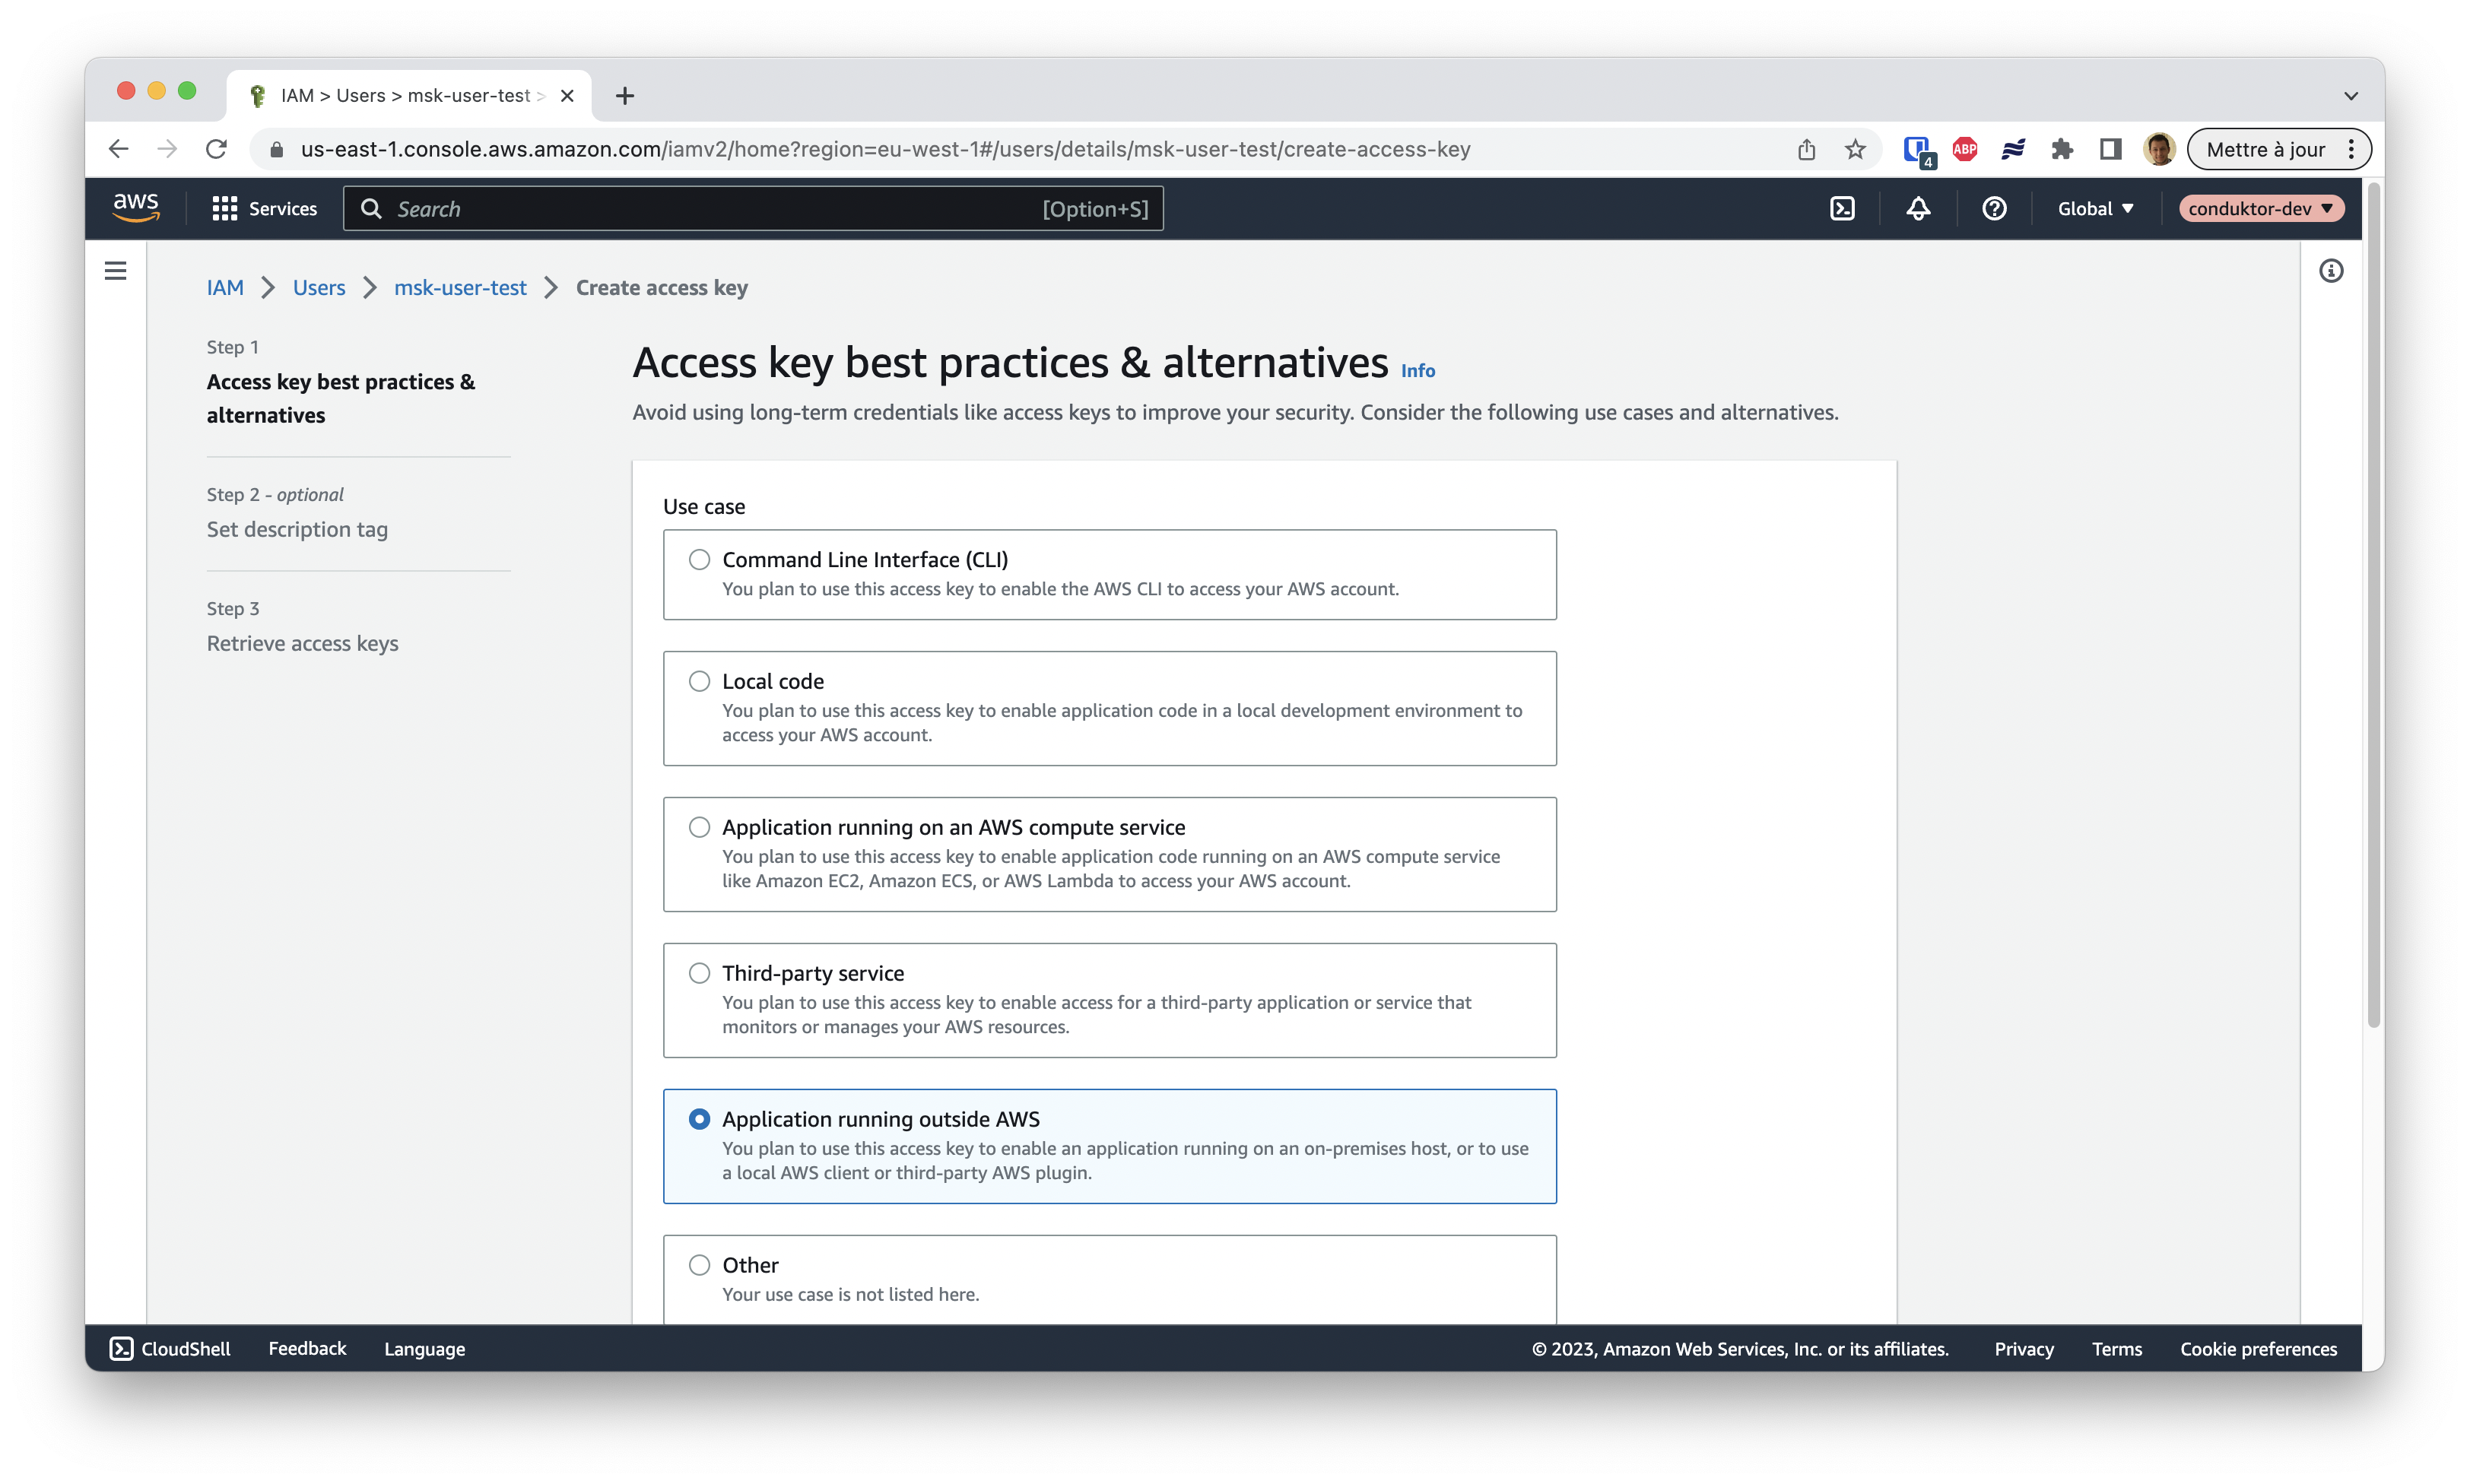 IAM > Users > msk-user-test >
us-east-1.console.aws.amazon.com/iamv2/home?region=eu-west-1#/users/details/msk-user-test/create-access-key
4
ABP
Mettre à jour
aws
Services
Search
[Option+S]
Global
conduktor-dev
IAM > Users > msk-user-test > Create access key
Step 1
Access key best practices &
alternatives
Step 2 - optional
Set description tag
Step 3
Retrieve access keys
Access key best practices & alternatives Info
Avoid using long-term credentials like access keys to improve your security. Consider the following use cases and alternatives.
Use case
Command Line Interface (CLI)
You plan to use this access key to enable the AWS CLI to access your AWS account.
Local code
You plan to use this access key to enable application code in a local development environment to
access your AWS account.
Application running on an AWS compute service
You plan to use this access key to enable application code running on an AWS compute service
like Amazon EC2, Amazon ECS, or AWS Lambda to access your AWS account.
Third-party service
You plan to use this access key to enable access for a third-party application or service that
monitors or manages your AWS resources.
Application running outside AWS
You plan to use this access key to enable an application running on an on-premises host, or to use
a local AWS client or third-party AWS plugin.
Other
Your use case is not listed here.
CloudShell
Feedback
Language
© 2023, Amazon Web Services, Inc. or its affiliates.
Privacy
Terms
Cookie preferences